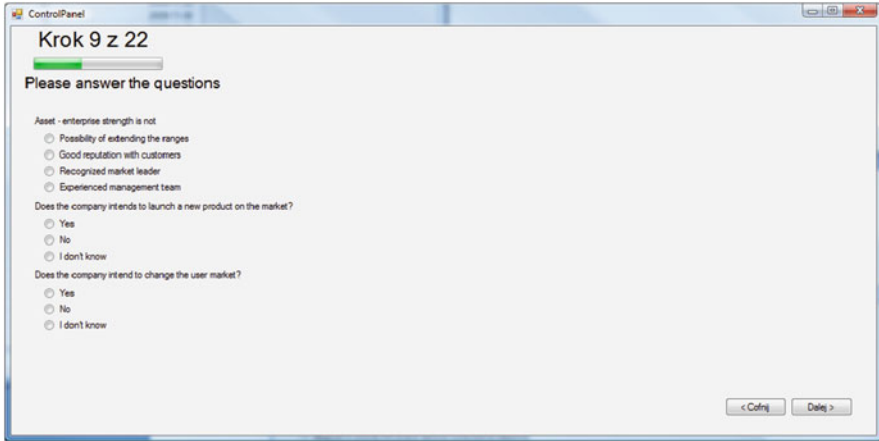 ControlPanel
Krok 9 z 22
Please answer the questions
Asset - enterprise strength is not
Possibility of extending the ranges
Good reputation with customers
Recognized market leader
Experienced management team
Does the company intends to launch a new product on the market?
Yes
No
I don't know
Does the company intend to change the user market?
Yes
No
I don't know
< Cofnij
Dalej >